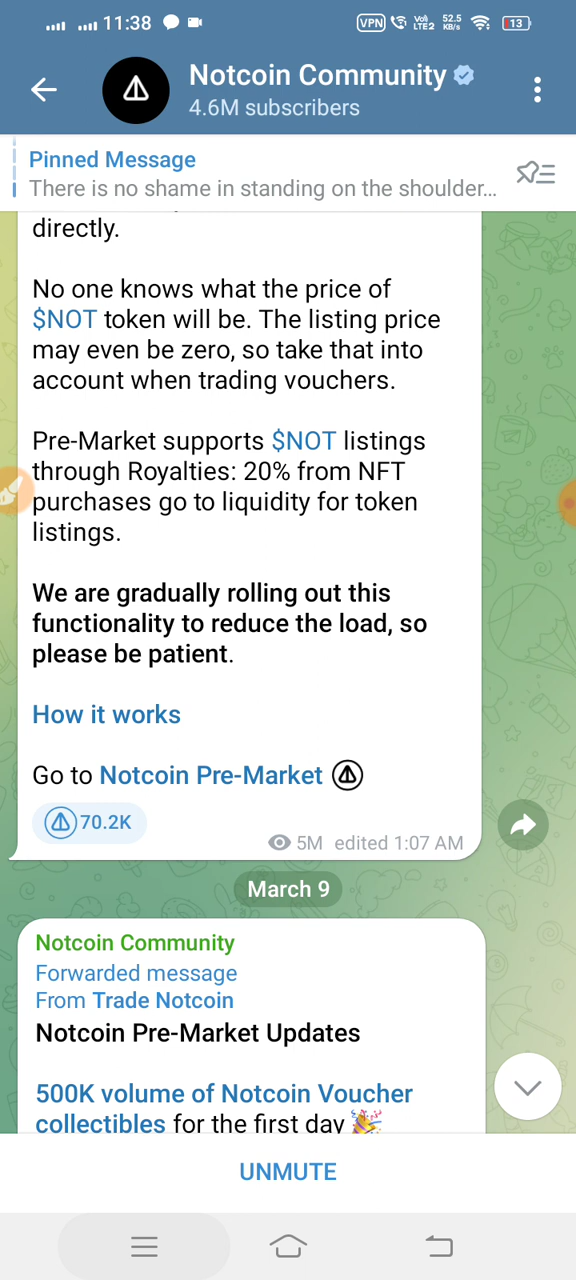 11:38 VPN Vo) LTE2 52.5 KB/s 13
Notcoin Community
4.6M subscribers
Pinned Message
There is no shame in standing on the shoulder...
directly.
No one knows what the price of
$NOT token will be. The listing price
may even be zero, so take that into
account when trading vouchers.
Pre-Market supports $NOT listings
through Royalties: 20% from NFT
purchases go to liquidity for token
listings.
We are gradually rolling out this
functionality to reduce the load, so
please be patient.
How it works
Go to Notcoin Pre-Market
70.2K
5M edited 1:07 AM
March 9
Notcoin Community
Forwarded message
From Trade Notcoin
Notcoin Pre-Market Updates
500K volume of Notcoin Voucher
collectibles for the first day 🎉
UNMUTE